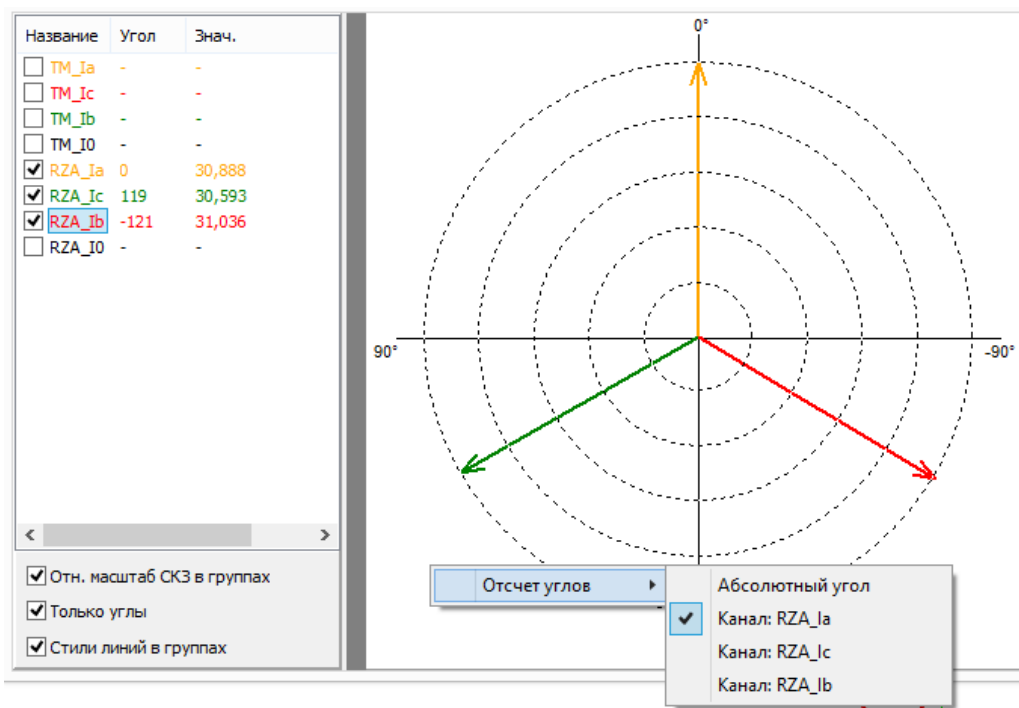 Название Угол Знач.
TM_Ia - -
TM_Ic - -
TM_Ib - -
TM_I0 - -
RZA_Ia 0 30,888
RZA_Ic 119 30,593
RZA_Ib -121 31,036
RZA_I0 - -
Отн. масштаб СКЗ в группах
Только углы
Стили линий в группах
0°
90°
-90°
Отсчет углов
Абсолютный угол
Канал: RZA_Ia
Канал: RZA_Ic
Канал: RZA_Ib